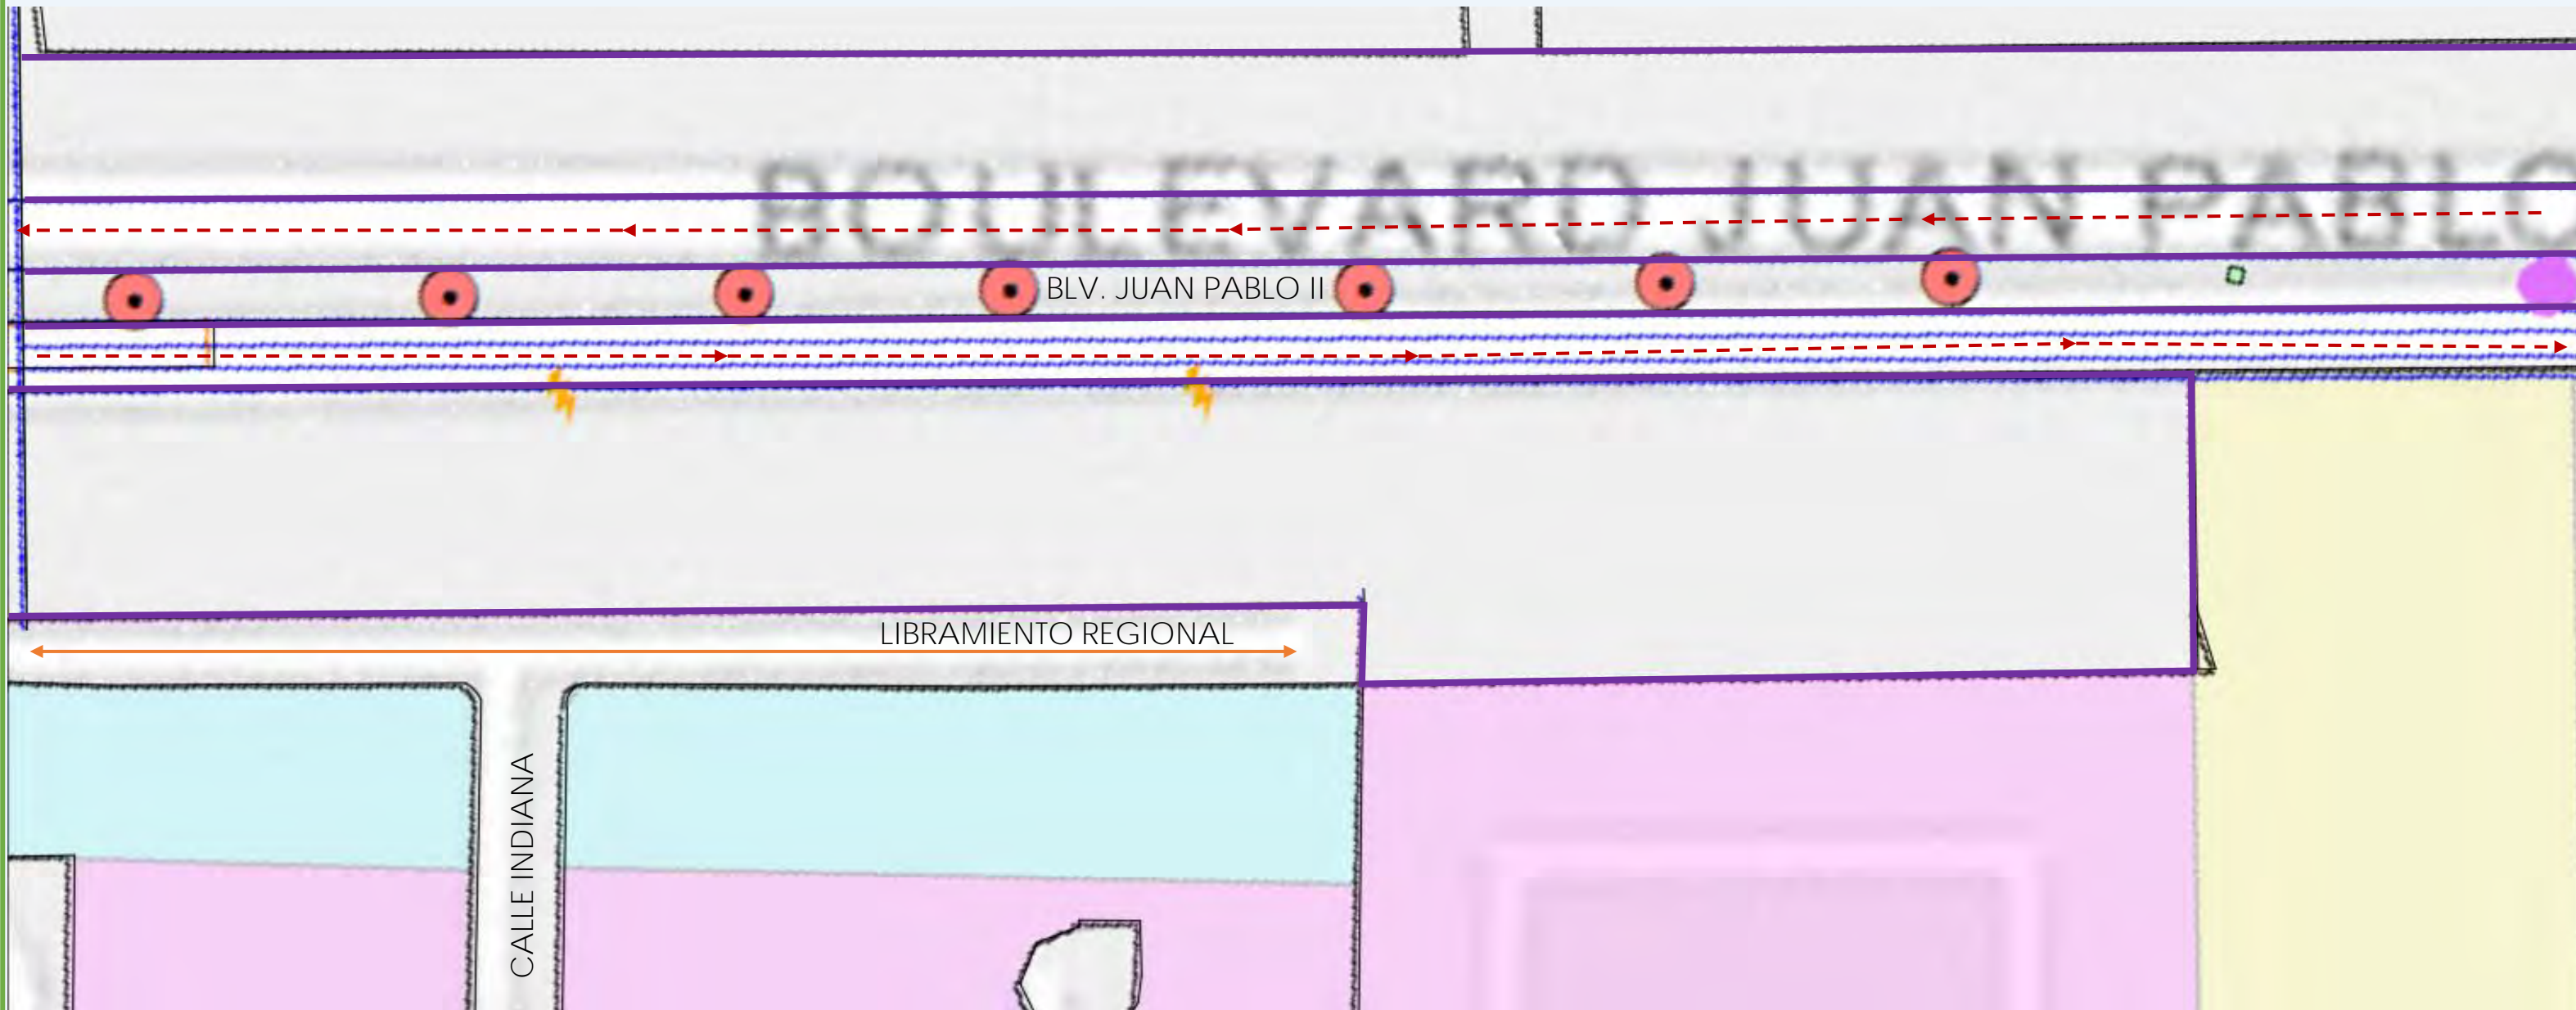 BOULEVARD JUAN PABLO
BLV. JUAN PABLO II
LIBRAMIENTO REGIONAL
CALLE INDIANA